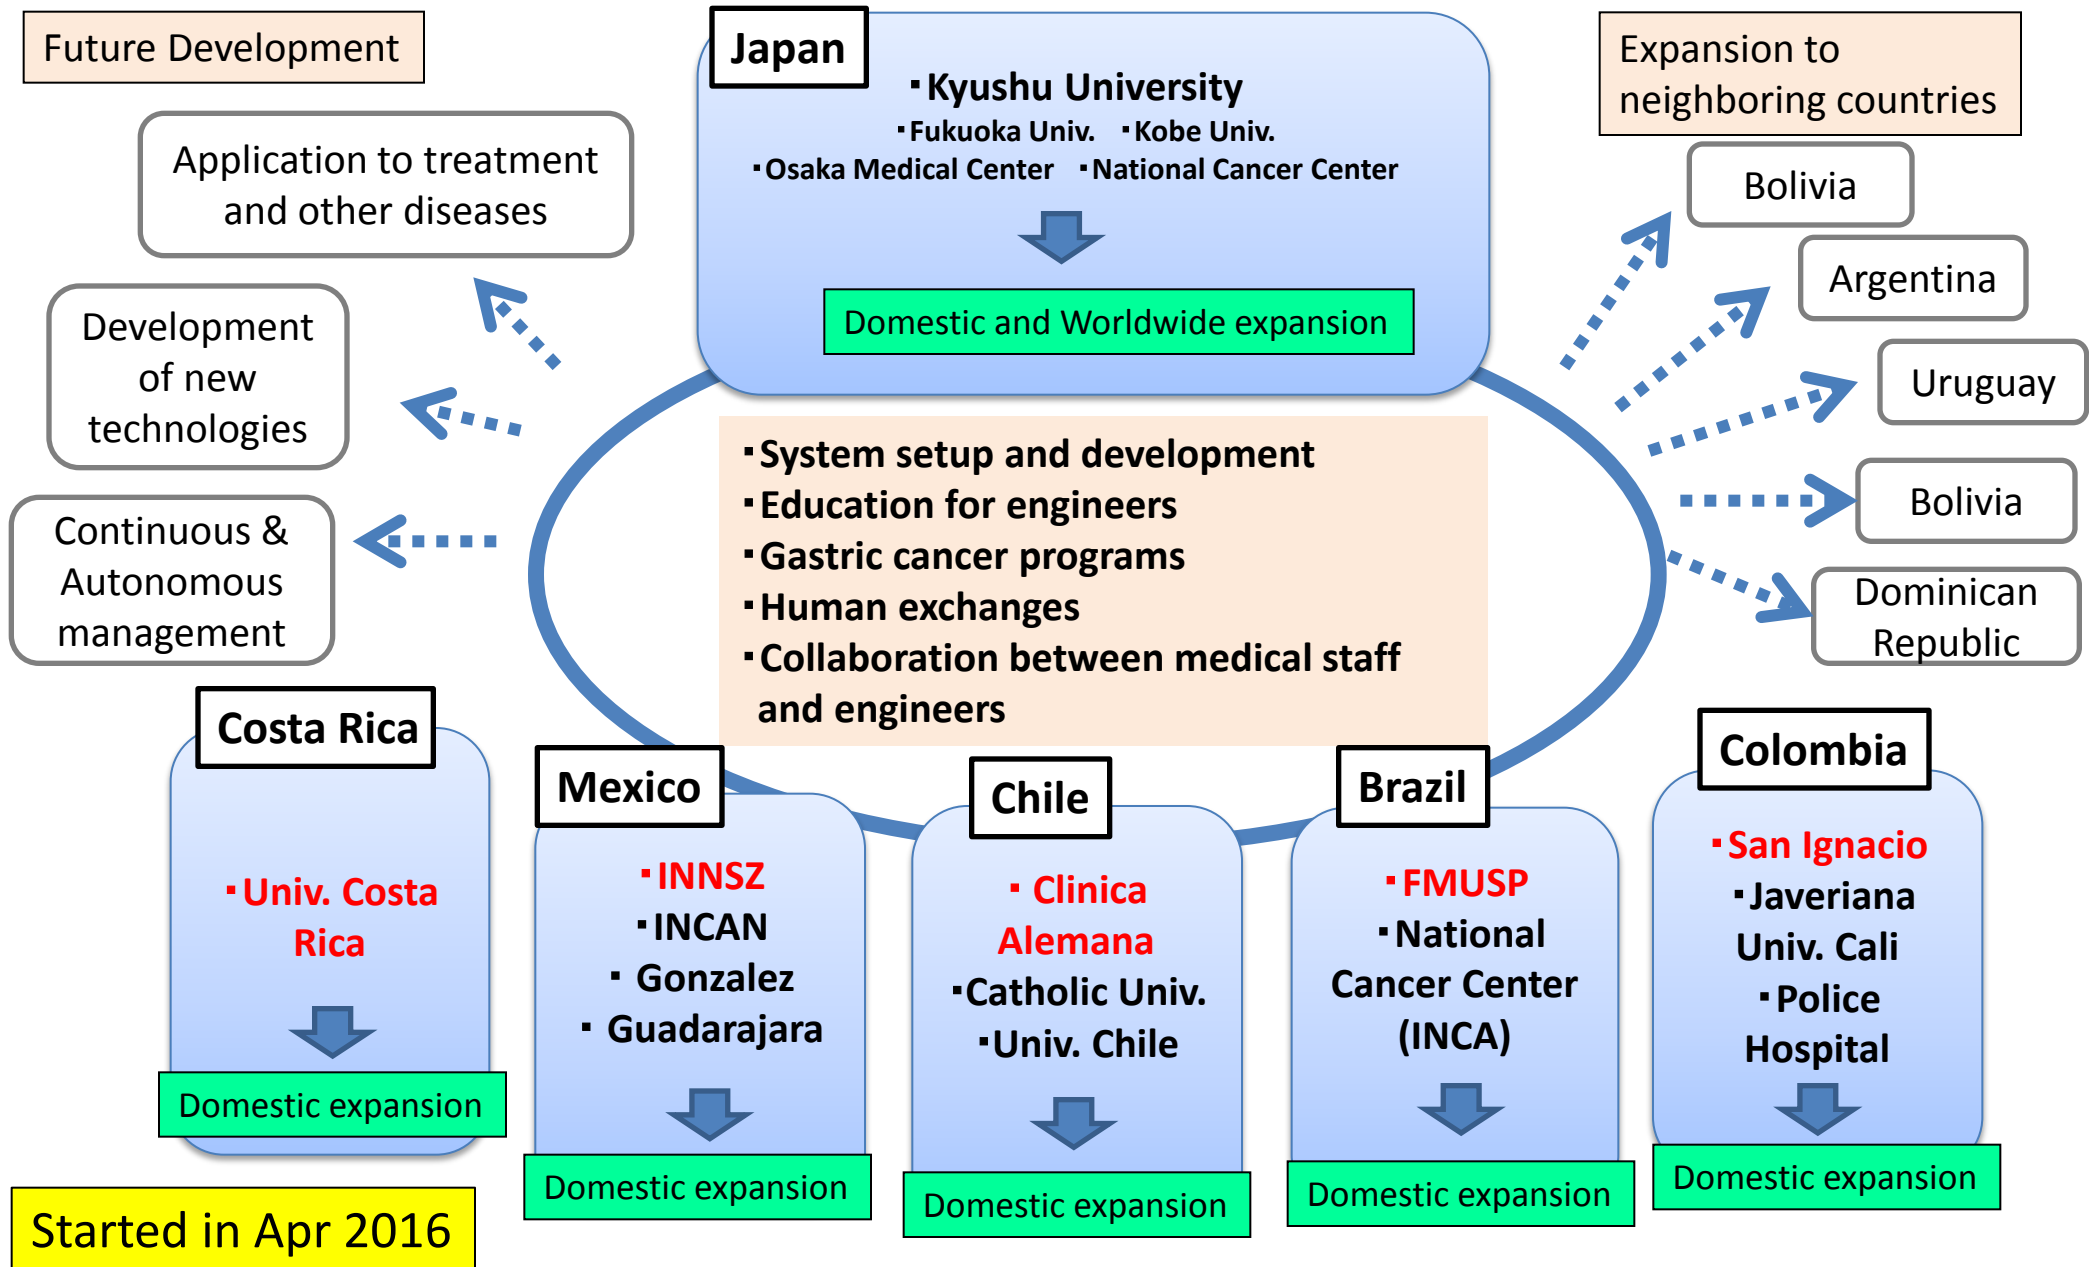 Future Development
Application to treatment
and other diseases
Development
of new
technologies
Continuous &
Autonomous
management
Japan
▪Kyushu University
▪Fukuoka Univ. ▪Kobe Univ.
▪Osaka Medical Center ▪National Cancer Center
Domestic and Worldwide expansion
Expansion to
neighboring countries
Bolivia
Argentina
Uruguay
Bolivia
Dominican
Republic
▪System setup and development
▪Education for engineers
▪Gastric cancer programs
▪Human exchanges
▪Collaboration between medical staff
and engineers
Costa Rica
▪Univ. Costa
Rica
Domestic expansion
Mexico
▪INNSZ
▪INCAN
▪ Gonzalez
▪ Guadarajara
Domestic expansion
Chile
▪ Clinica
Alemana
▪Catholic Univ.
▪Univ. Chile
Domestic expansion
Brazil
▪FMUSP
▪National
Cancer Center
(INCA)
Domestic expansion
Colombia
▪San Ignacio
▪Javeriana
Univ. Cali
▪Police
Hospital
Domestic expansion
Started in Apr 2016